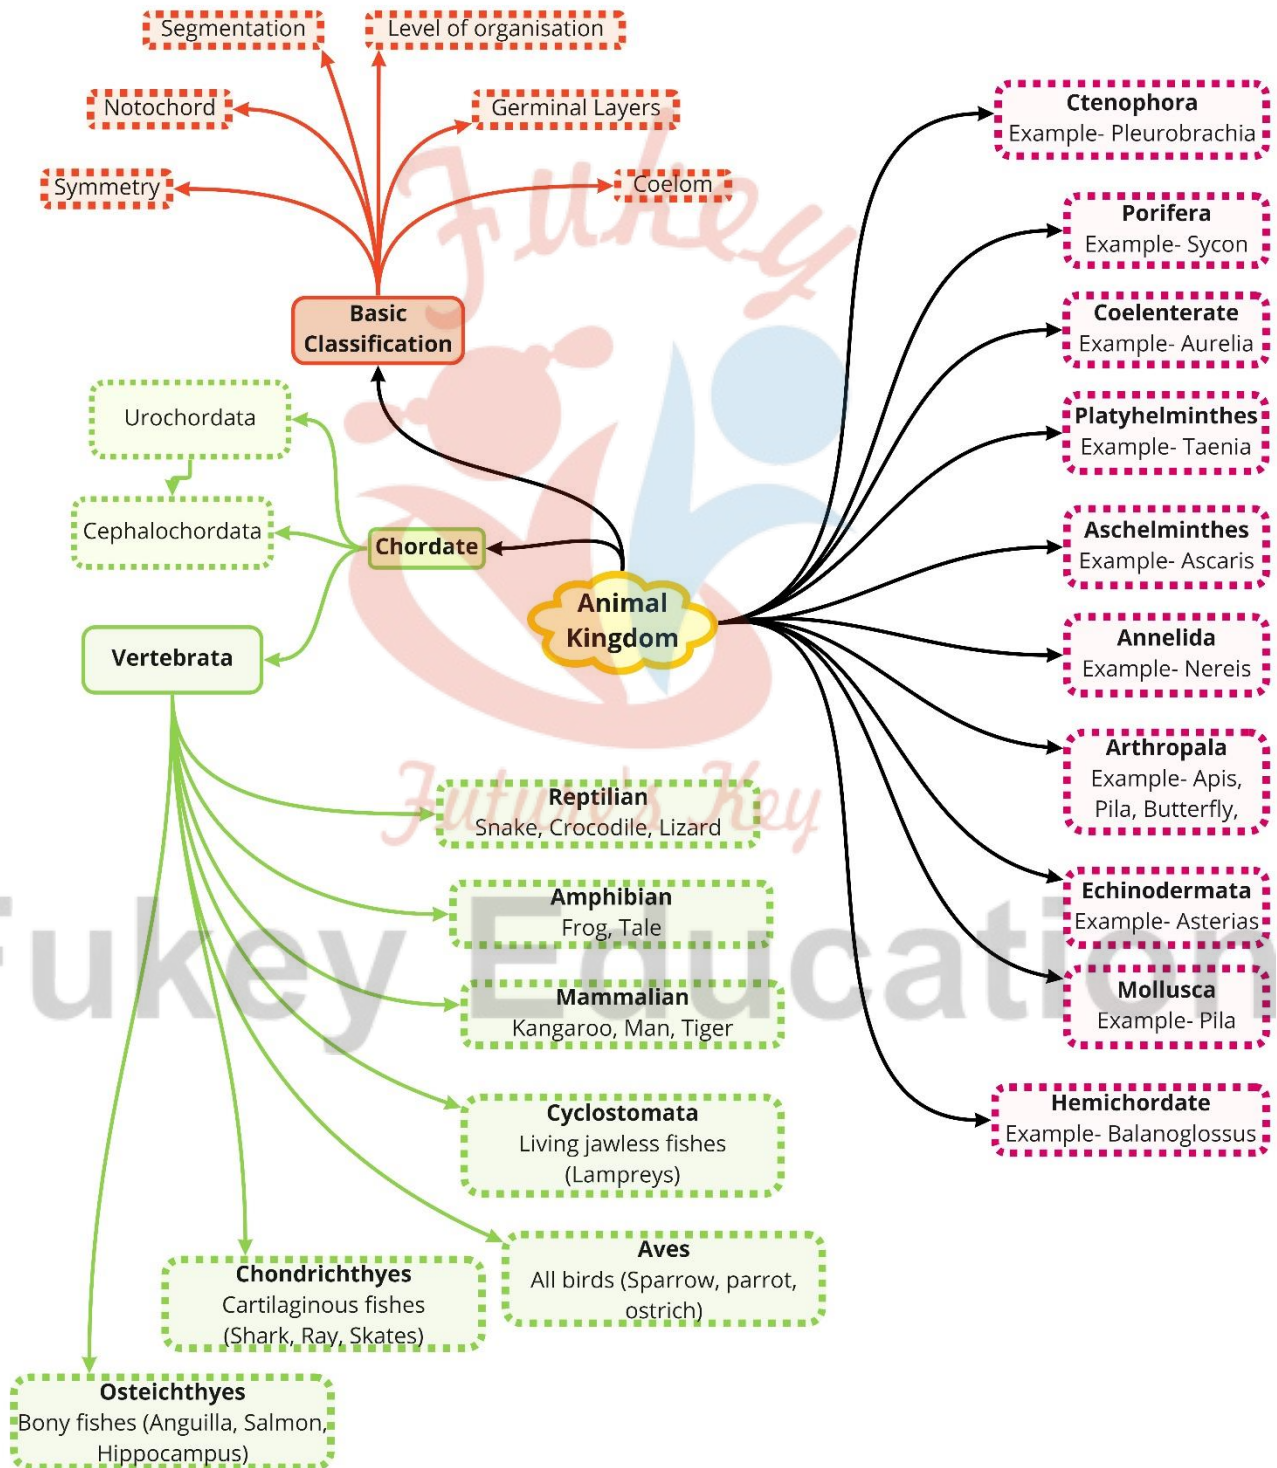 Segmentation
Level of organisation
Notochord
Germinal Layers
Symmetry
Coelom
Basic
Classification
Urochordata
Cephalochordata
Chordate
Vertebrata
Animal
Kingdom
Ctenophora
Example- Pleurobrachia
Porifera
Example- Sycon
Coelenterate
Example- Aurelia
Platyhelminthes
Example- Taenia
Aschelminthes
Example- Ascaris
Annelida
Example- Nereis
Arthropala
Example- Apis,
Pila, Butterfly,
Echinodermata
Example- Asterias
Mollusca
Example- Pila
Hemichordate
Example- Balanoglossus
Reptilian
Snake, Crocodile, Lizard
Amphibian
Frog, Tale
Mammalian
Kangaroo, Man, Tiger
Cyclostomata
Living jawless fishes
(Lampreys)
Aves
All birds (Sparrow, parrot,
ostrich)
Chondrichthyes
Cartilaginous fishes
(Shark, Ray, Skates)
Osteichthyes
Bony fishes (Anguilla, Salmon,
Hippocampus)
Fukey
Future's Key
Fukey Education